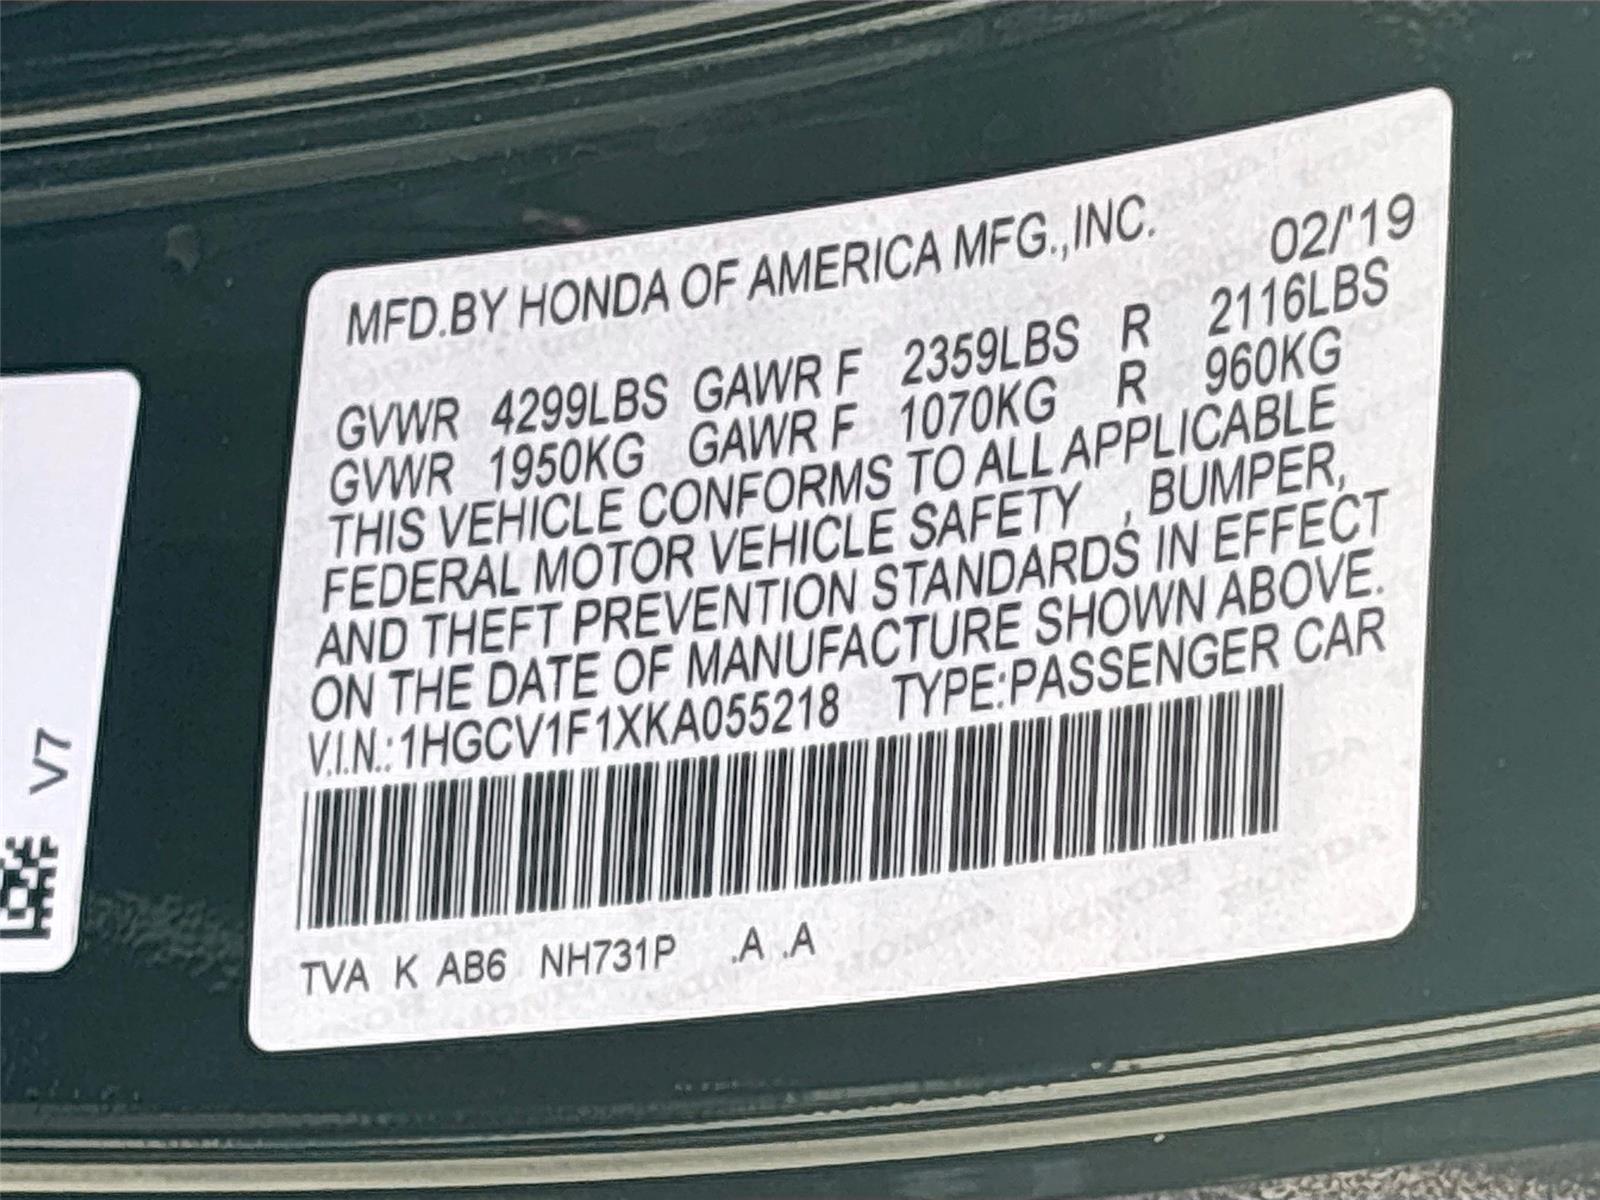 MFD.BY HONDA OF AMERICA MFG.,INC. 02/'19
GVWR 4299LBS GAWR F 2359LBS R 2116LBS
GVWR 1950KG GAWR F 1070KG R 960KG
THIS VEHICLE CONFORMS TO ALL APPLICABLE
FEDERAL MOTOR VEHICLE SAFETY , BUMPER,
AND THEFT PREVENTION STANDARDS IN EFFECT
ON THE DATE OF MANUFACTURE SHOWN ABOVE.
V.I.N.:1HGCV1F1XKA055218 TYPE:PASSENGER CAR
TVA K AB6 NH731P .A .A
V7